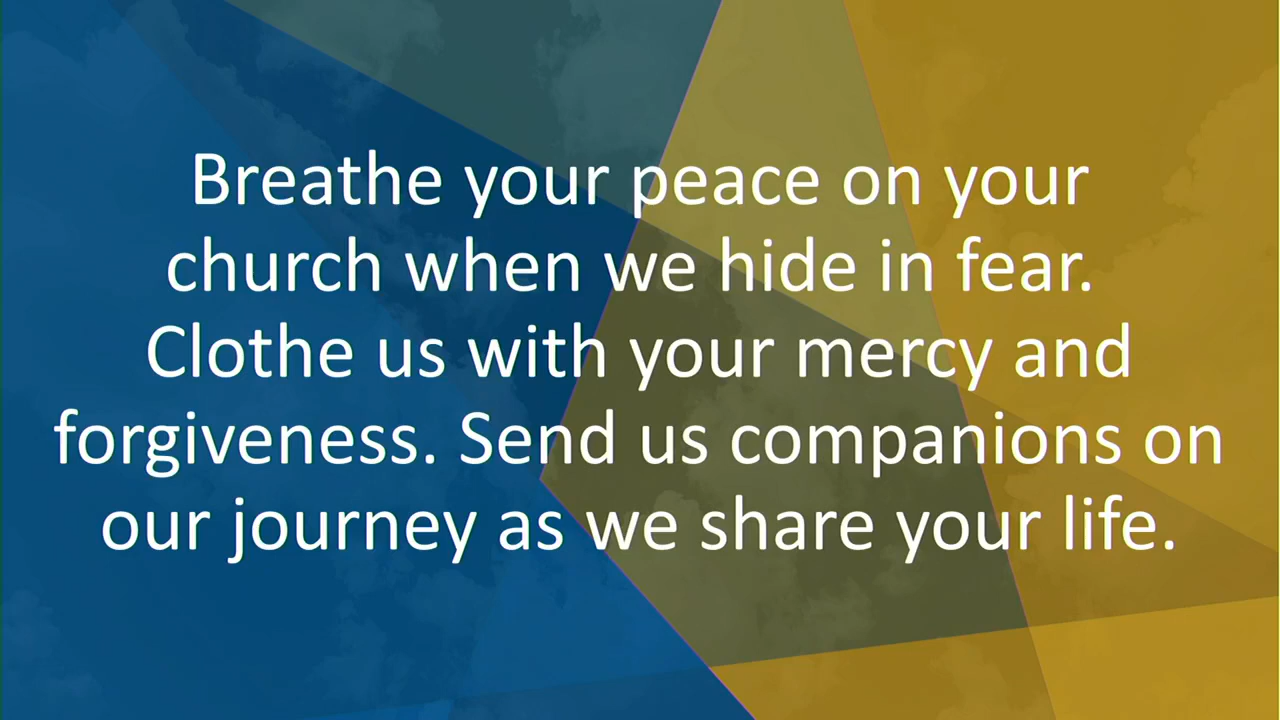 Breathe your peace on your
church when we hide in fear.
Clothe us with your mercy and
forgiveness. Send us companions on
our journey as we share your life.